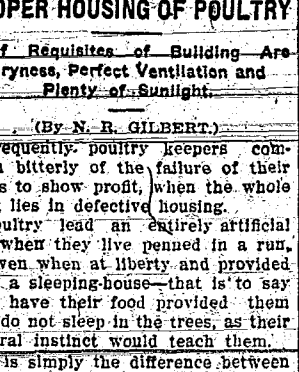 OPER HOUSING OF POULTRY
f Requisites of Building Are
ryness, Perfect Ventilation and
Plenty of Sunlight.
(By N. R. GILBERT.)
equently poultry keepers com-
bitterly of the failure of their
s to show profit, when the whole
lies in defective housing.
ultry lead an entirely artificial
when they live penned in a run,
ven when at liberty and provided
a sleeping-house—that is to say
have their food provided them
do not sleep in the trees, as their
ral instinct would teach them.
is simply the difference between